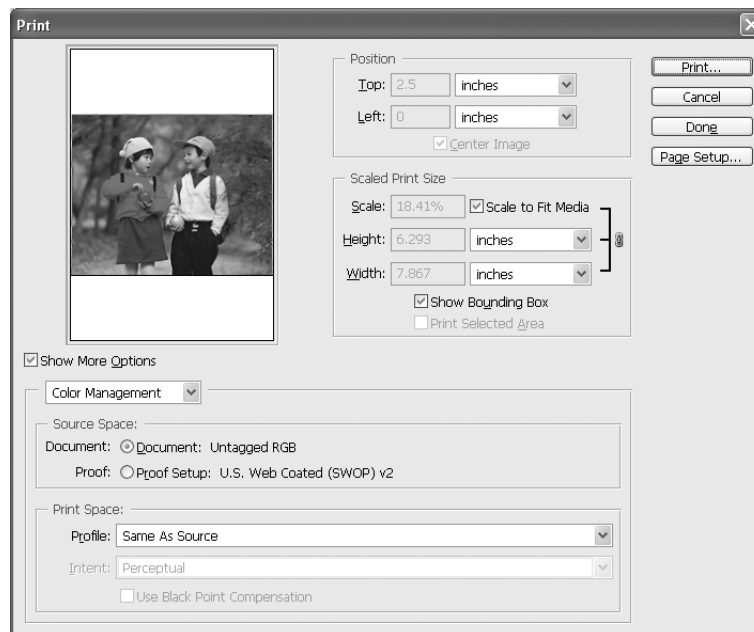 Print
Position
Top: 2.5 inches
Left: 0 inches
Center Image
Print...
Cancel
Done
Page Setup...
Scaled Print Size
Scale: 18.41% Scale to Fit Media
Height: 6.293 inches
Width: 7.867 inches
Show Bounding Box
Print Selected Area
Show More Options
Color Management
Source Space:
Document: Document: Untagged RGB
Proof: Proof Setup: U.S. Web Coated (SWOP) v2
Print Space:
Profile: Same As Source
Intent: Perceptual
Use Black Point Compensation